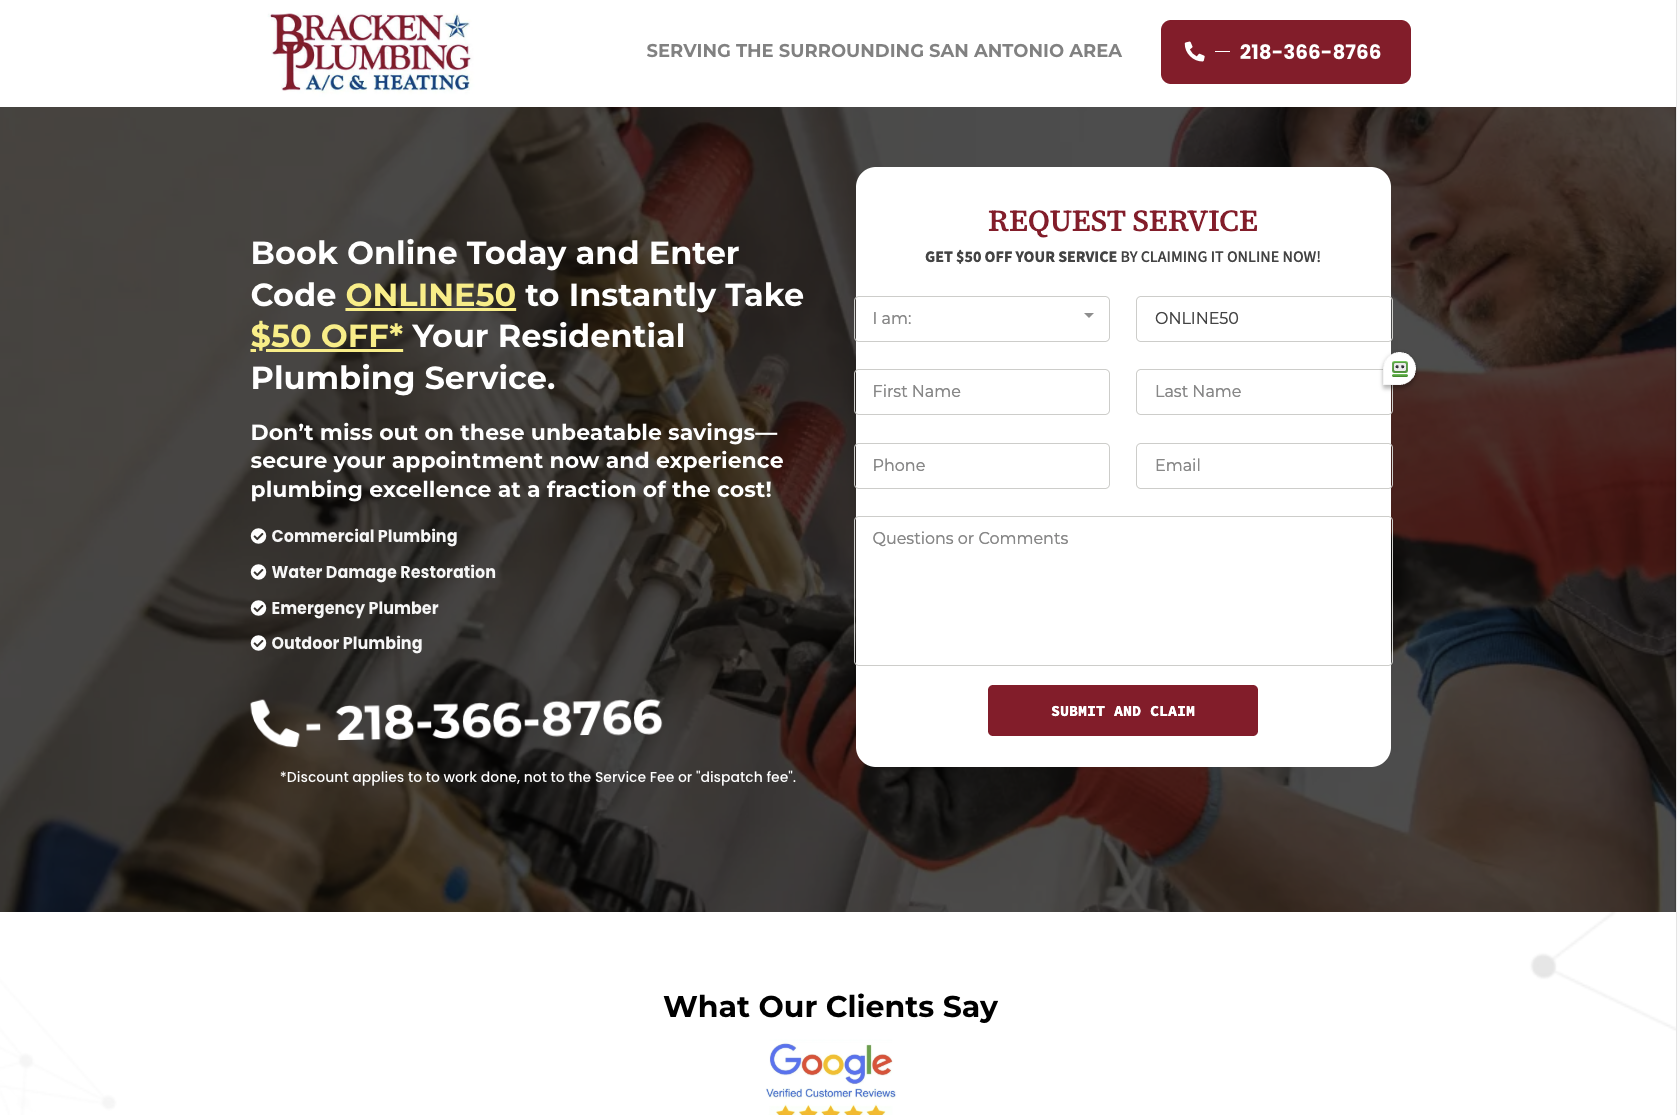 BRACKEN
PLUMBING
A/C & HEATING
SERVING THE SURROUNDING SAN ANTONIO AREA
— 218-366-8766
Book Online Today and Enter
Code ONLINE50 to Instantly Take
$50 OFF* Your Residential
Plumbing Service.
Don’t miss out on these unbeatable savings—
secure your appointment now and experience
plumbing excellence at a fraction of the cost!
Commercial Plumbing
Water Damage Restoration
Emergency Plumber
Outdoor Plumbing
- 218-366-8766
*Discount applies to to work done, not to the Service Fee or "dispatch fee".
REQUEST SERVICE
GET $50 OFF YOUR SERVICE BY CLAIMING IT ONLINE NOW!
I am:
ONLINE50
First Name
Last Name
Phone
Email
Questions or Comments
SUBMIT AND CLAIM
What Our Clients Say
Google
Verified Customer Reviews